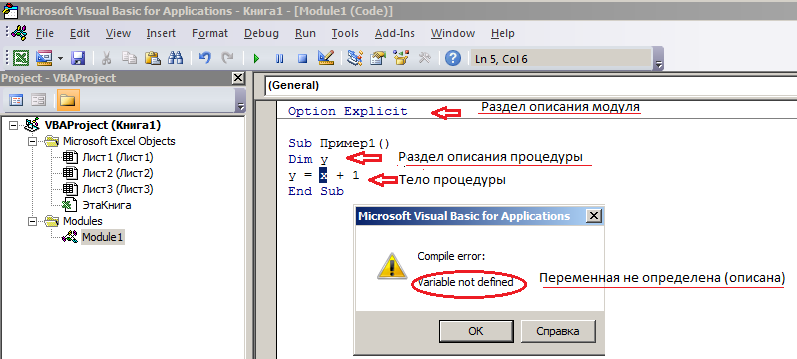 Microsoft Visual Basic for Applications - Книга1 - [Module1 (Code)]
File Edit View Insert Format Debug Run Tools Add-Ins Window Help
Ln 5, Col 6
Project - VBAProject
(General)
VBAProject (Книга1)
Microsoft Excel Objects
Лист1 (Лист1)
Лист2 (Лист2)
Лист3 (Лист3)
ЭтаКнига
Modules
Module1
Option Explicit
Раздел описания модуля
Sub Пример1()
Dim y
Раздел описания процедуры
y = x + 1
Тело процедуры
End Sub
Microsoft Visual Basic for Applications
Compile error:
Variable not defined
Переменная не определена (описана)
OK
Справка